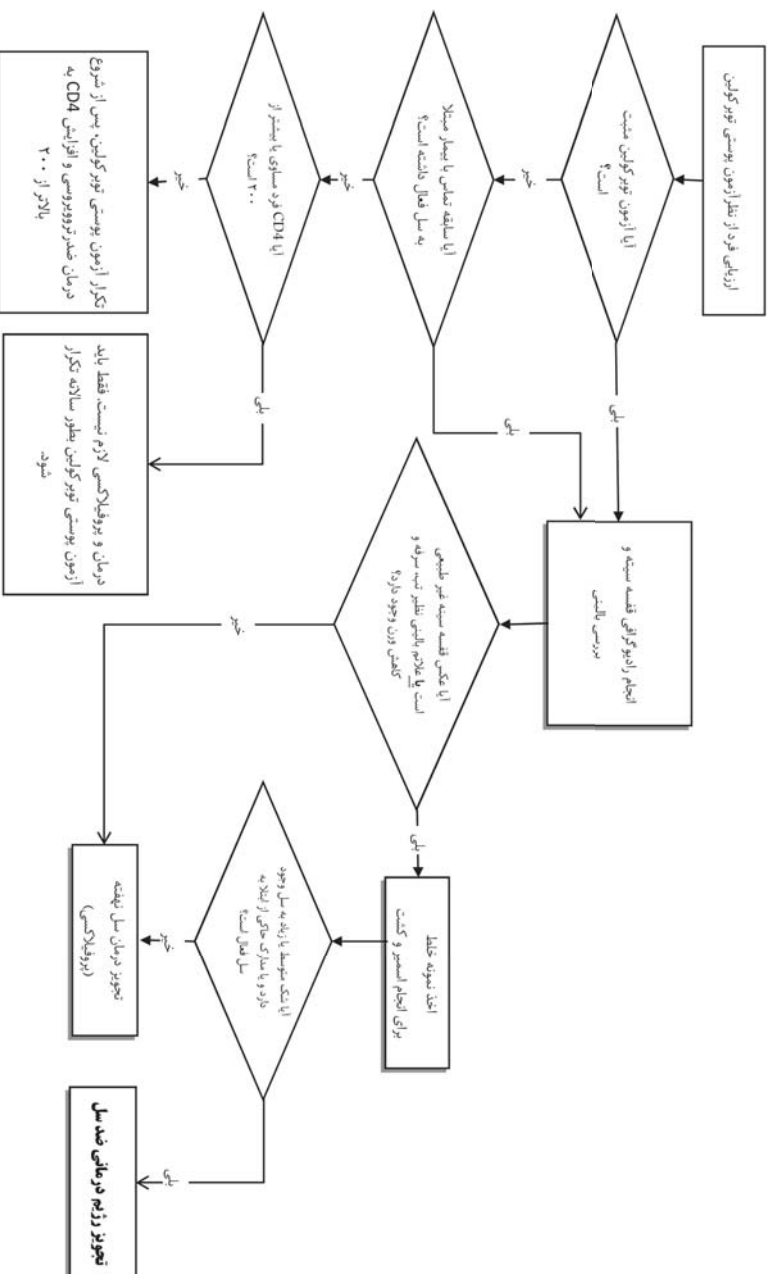 ارزیابی فرد از نظر آزمون پوستی توبرکولین
آیا آزمون توبرکولین مثبت
است؟
خیر
بلی
آیا سابقه تماس با بیمار مبتلا
به سل فعال داشته است؟
خیر
بلی
آیا CD4 فرد مساوی یا بیشتر از
۲۰۰ است؟
خیر
بلی
تکرار آزمون پوستی توبرکولین، پس از شروع
درمان ضدرتروویروسی و افزایش CD4 به
بالاتر از ۲۰۰
درمان و پروفیلاکسی لازم نیست. فقط باید
آزمون پوستی توبرکولین بطور سالانه تکرار
شود.
انجام رادیوگرافی قفسه سینه و
بررسی بالینی
آیا عکس قفسه سینه غیر طبیعی
است یا علائم بالینی نظیر تب، سرفه و
کاهش وزن وجود دارد؟
خیر
بلی
اخذ نمونه خلط
برای انجام اسمیر و کشت
آیا شک متوسط یا زیاد به سل وجود
دارد و یا مدارک حاکی از ابتلا به
سل فعال است؟
خیر
بلی
تجویز درمان سل نهفته
(پروفیلاکسی)
تجویز رژیم درمانی ضد سل